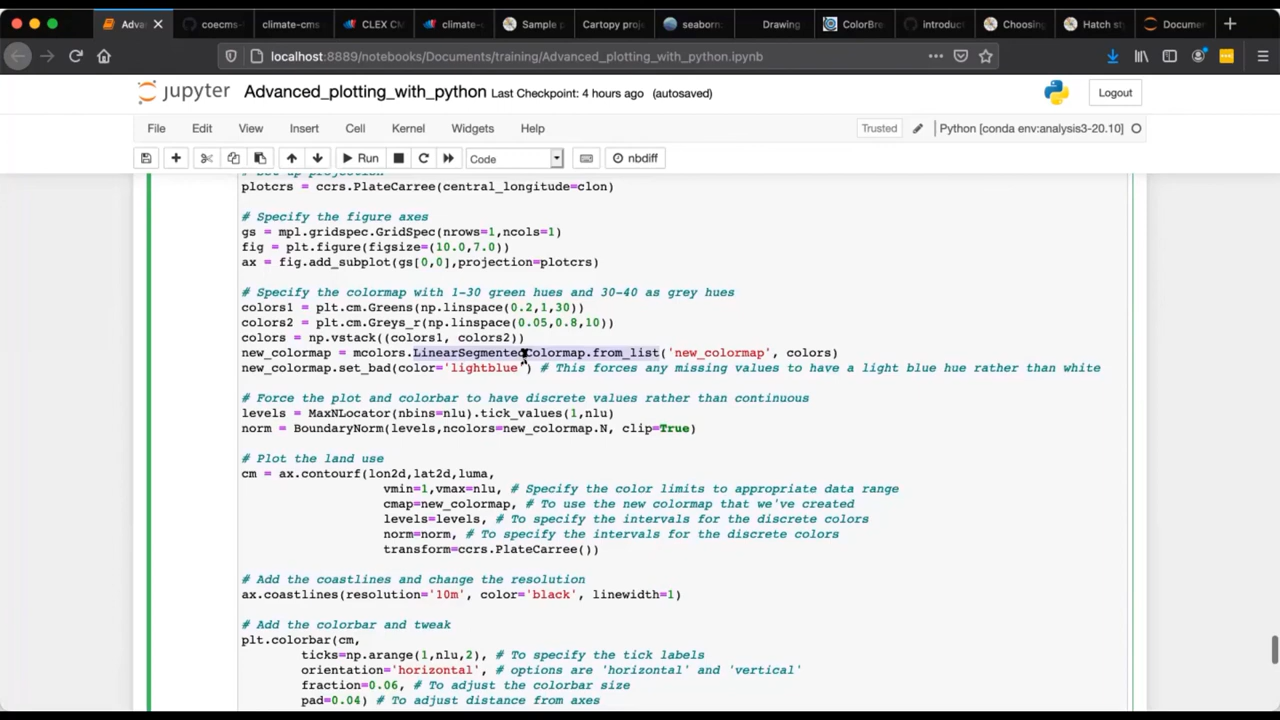 Adva
coecms-
climate-cms
CLEX CM
climate-
Sample p
Cartopy proj
seaborn
Drawing
ColorBre
introduct
Choosing
Hatch st
Docume
localhost:8889/notebooks/Documents/training/Advanced_plotting_with_python.ipynb
jupyter Advanced_plotting_with_python Last Checkpoint: 4 hours ago (autosaved)
Logout
File Edit View Insert Cell Kernel Widgets Help
Trusted
Python [conda env:analysis3-20.10]
Run
Code
nbdiff
# Set up projection
plotcrs = ccrs.PlateCarree(central_longitude=clon)
# Specify the figure axes
gs = mpl.gridspec.GridSpec(nrows=1,ncols=1)
fig = plt.figure(figsize=(10.0,7.0))
ax = fig.add_subplot(gs[0,0],projection=plotcrs)
# Specify the colormap with 1-30 green hues and 30-40 as grey hues
colors1 = plt.cm.Greens(np.linspace(0.2,1,30))
colors2 = plt.cm.Greys_r(np.linspace(0.05,0.8,10))
colors = np.vstack((colors1, colors2))
new_colormap = mcolors.LinearSegmentedColormap.from_list('new_colormap', colors)
new_colormap.set_bad(color='lightblue') # This forces any missing values to have a light blue hue rather than white
# Force the plot and colorbar to have discrete values rather than continuous
levels = MaxNLocator(nbins=nlu).tick_values(1,nlu)
norm = BoundaryNorm(levels,ncolors=new_colormap.N, clip=True)
# Plot the land use
cm = ax.contourf(lon2d,lat2d,luma,
vmin=1,vmax=nlu, # Specify the color limits to appropriate data range
cmap=new_colormap, # To use the new colormap that we've created
levels=levels, # To specify the intervals for the discrete colors
norm=norm, # To specify the intervals for the discrete colors
transform=ccrs.PlateCarree())
# Add the coastlines and change the resolution
ax.coastlines(resolution='10m', color='black', linewidth=1)
# Add the colorbar and tweak
plt.colorbar(cm,
ticks=np.arange(1,nlu,2), # To specify the tick labels
orientation='horizontal', # options are 'horizontal' and 'vertical'
fraction=0.06, # To adjust the colorbar size
pad=0.04) # To adjust distance from axes